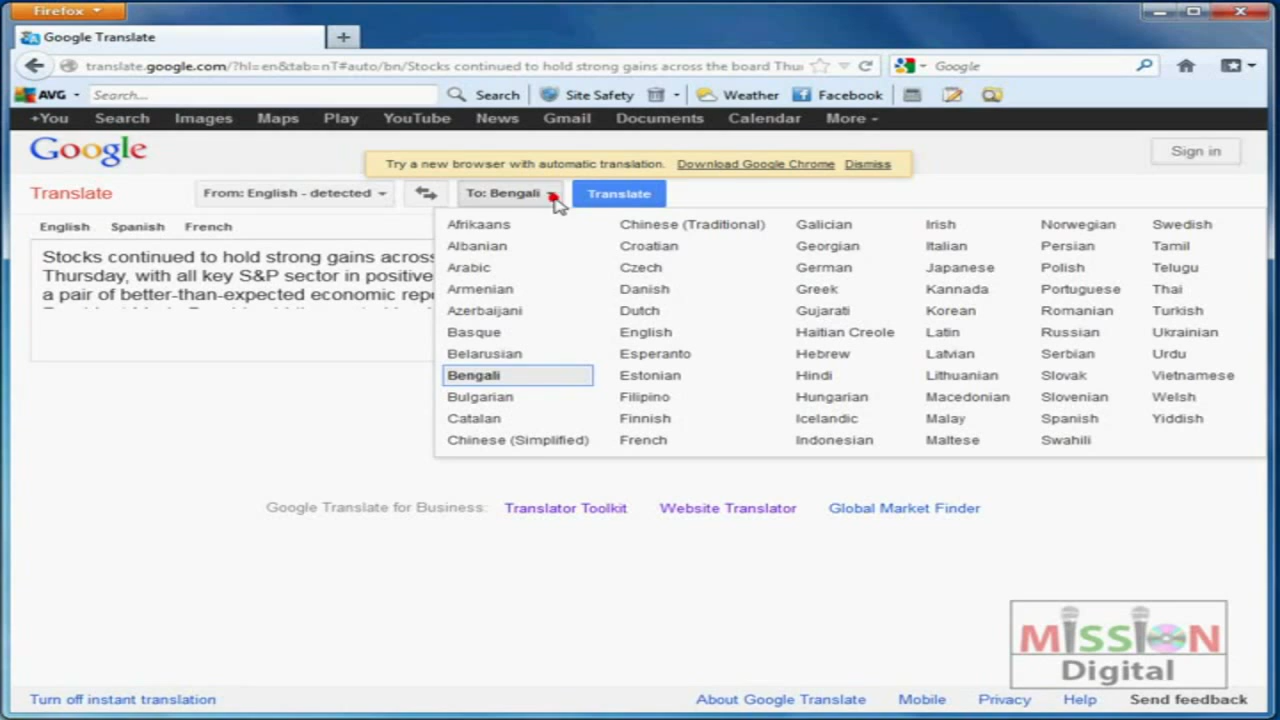 Firefox
Google Translate
translate.google.com/?hl=en&tab=nT#auto/bn/Stocks continued to hold strong gains across the board Thu
Google
AVG Search... Search Site Safety Weather Facebook
+You Search Images Maps Play YouTube News Gmail Documents Calendar More
Google
Try a new browser with automatic translation. Download Google Chrome Dismiss
Sign in
Translate From: English - detected To: Bengali Translate
English Spanish French
Stocks continued to hold strong gains across
Thursday, with all key S&P sector in positive
a pair of better-than-expected economic rep
Afrikaans Chinese (Traditional) Galician Irish Norwegian Swedish
Albanian Croatian Georgian Italian Persian Tamil
Arabic Czech German Japanese Polish Telugu
Armenian Danish Greek Kannada Portuguese Thai
Azerbaijani Dutch Gujarati Korean Romanian Turkish
Basque English Haitian Creole Latin Russian Ukrainian
Belarusian Esperanto Hebrew Latvian Serbian Urdu
Bengali Estonian Hindi Lithuanian Slovak Vietnamese
Bulgarian Filipino Hungarian Macedonian Slovenian Welsh
Catalan Finnish Icelandic Malay Spanish Yiddish
Chinese (Simplified) French Indonesian Maltese Swahili
Google Translate for Business: Translator Toolkit Website Translator Global Market Finder
MISSION
Digital
Turn off instant translation About Google Translate Mobile Privacy Help Send feedback